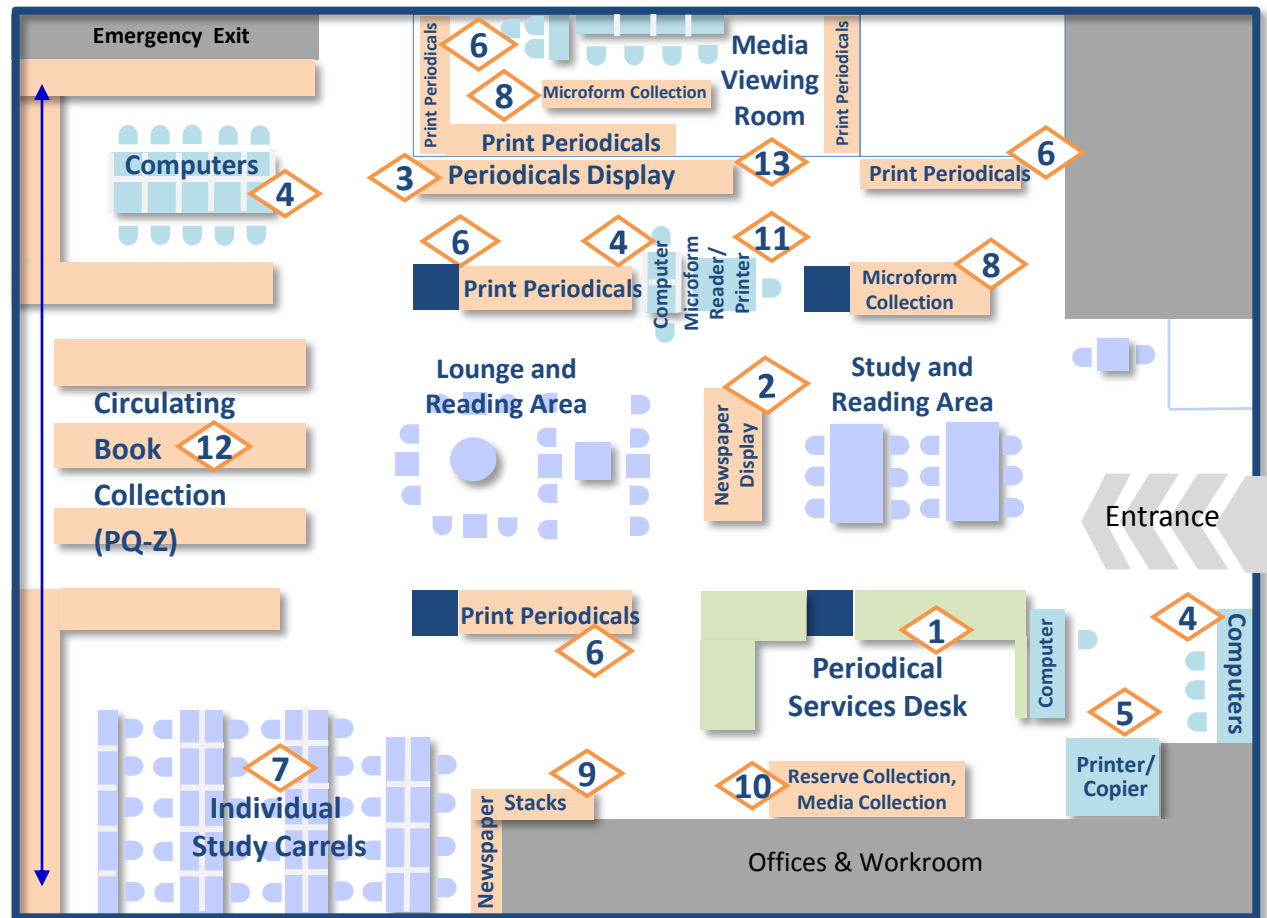 Emergency Exit
Print Periodicals
6
8
Microform Collection
Media
Viewing
Room
Print Periodicals
Print Periodicals
Computers
4
3
Periodicals Display
13
Print Periodicals
6
6
Print Periodicals
4
Computer
Microform
Reader/
Printer
11
8
Microform
Collection
Circulating
Book
12
Collection
(PQ-Z)
Lounge and
Reading Area
2
Newspaper
Display
Study and
Reading Area
Entrance
Print Periodicals
6
1
Periodical
Services Desk
Computer
4
Computers
5
Printer/
Copier
7
Individual
Study Carrels
9
Stacks
Newspaper
10
Reserve Collection,
Media Collection
Offices & Workroom